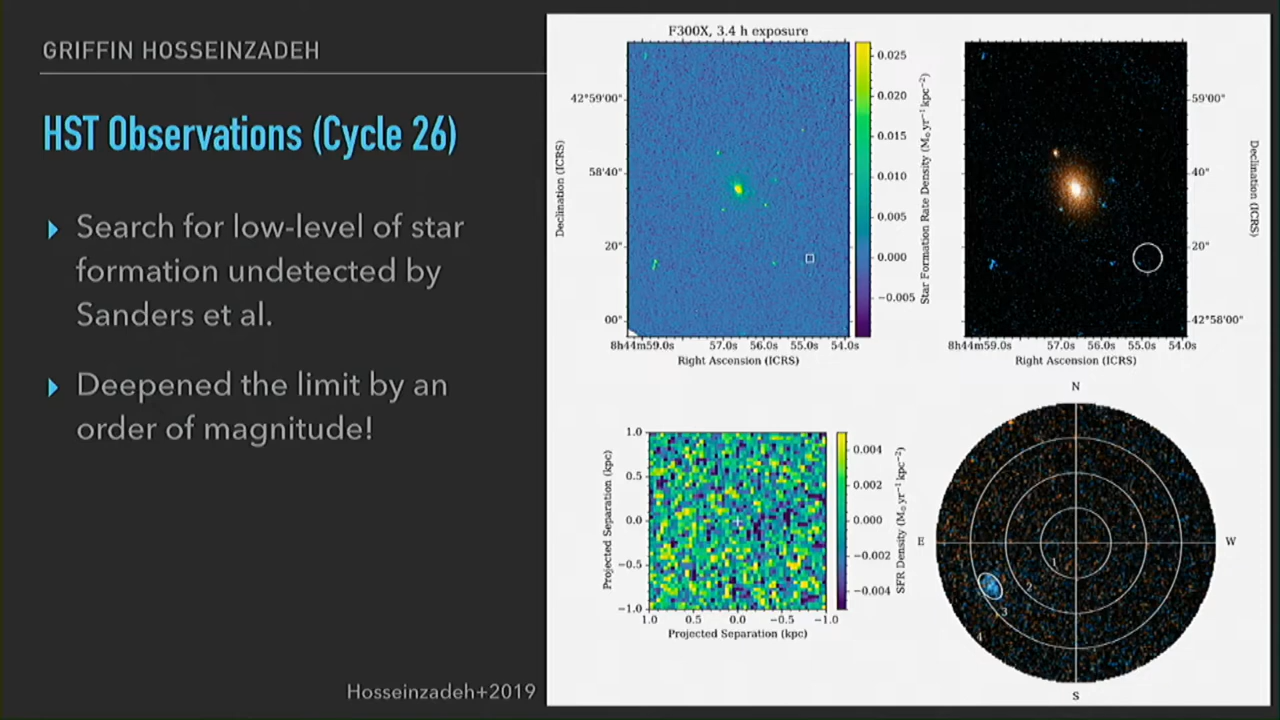 GRIFFIN HOSSEINZADEH
HST Observations (Cycle 26)
Search for low-level of star
formation undetected by
Sanders et al.
Deepened the limit by an
order of magnitude!
Hosseinzadeh+2019
F300X, 3.4 h exposure
42°59'00"
58'40"
20"
00"
Declination (ICRS)
8h44m59.0s 57.0s 56.0s 55.0s 54.0s
Right Ascension (ICRS)
0.025
0.020
0.015
0.010
0.005
0.000
−0.005
Star Formation Rate Density (M⊙ yr⁻¹ kpc⁻²)
59'00"
40"
20"
42°58'00"
Declination (ICRS)
8h44m59.0s 57.0s 56.0s 55.0s 54.0s
Right Ascension (ICRS)
1.0
0.5
0.0
−0.5
−1.0
Projected Separation (kpc)
1.0 0.5 0.0 −0.5 −1.0
Projected Separation (kpc)
0.004
0.002
0.000
−0.002
−0.004
SFR Density (M⊙ yr⁻¹ kpc⁻²)
N
E
W
1
2
3
4
S